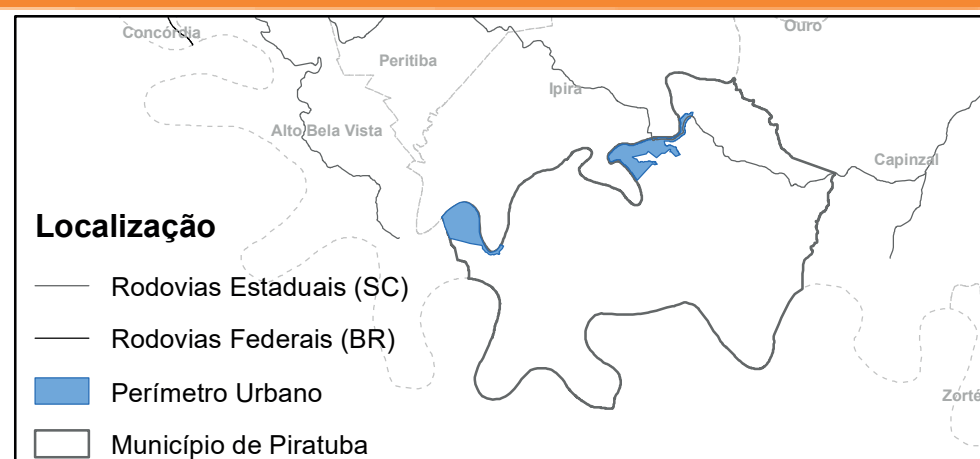 Concórdia
Ouro
Peritiba
Ipira
Alto Bela Vista
Capinzal
Localização
Rodovias Estaduais (SC)
Rodovias Federais (BR)
Perímetro Urbano
Zorté
Município de Piratuba